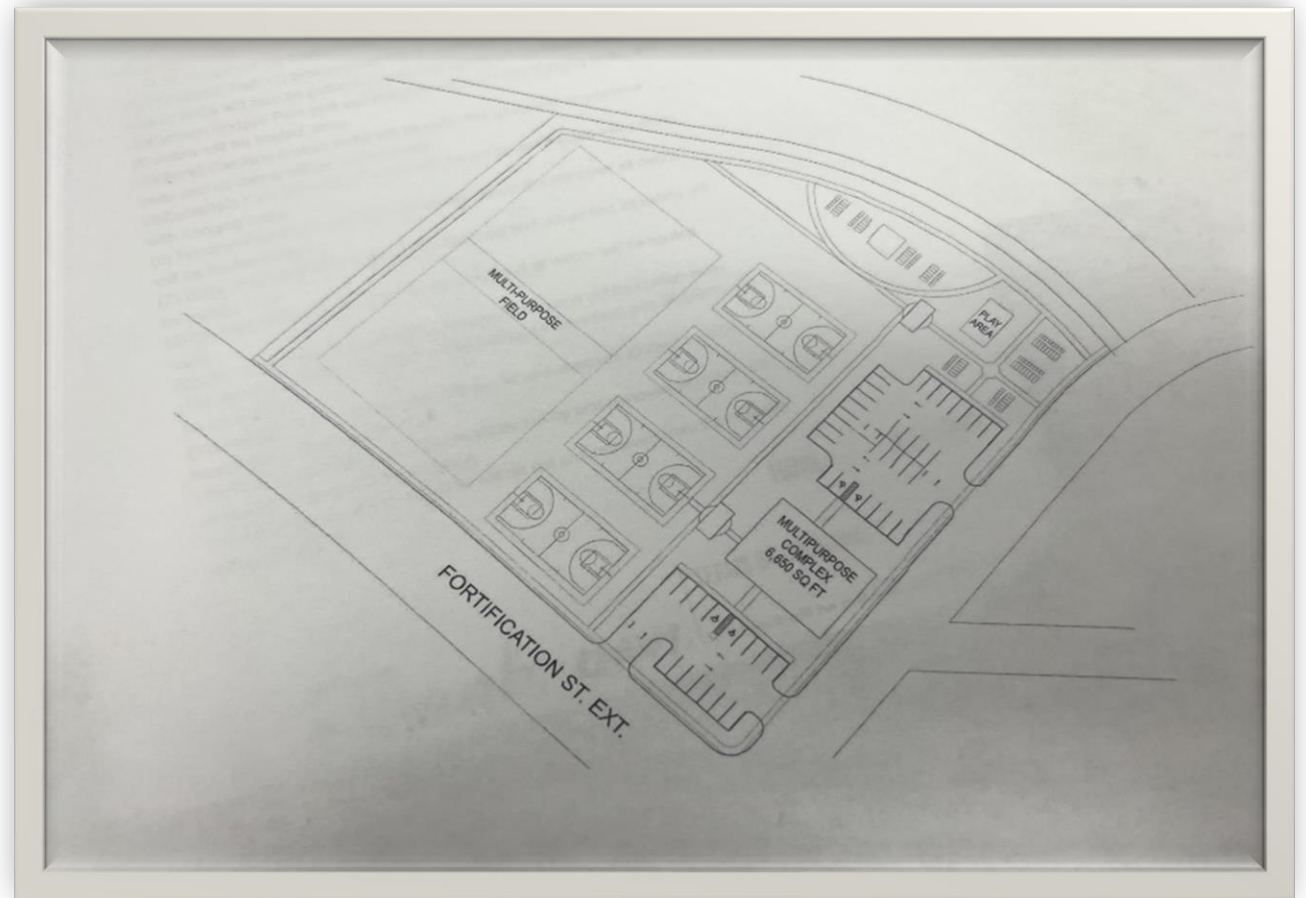 MULTI-PURPOSE
FIELD
PLAY
AREA
MULTIPURPOSE
COMPLEX
6,650 SQ FT
FORTIFICATION ST. EXT.